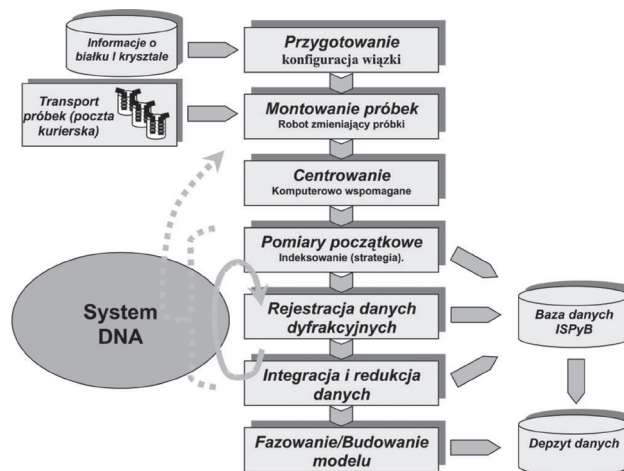 Informacje o
białku I krysztale
Przygotowanie
konfiguracja wiązki
Transport
próbek (poczta
kurierska)
Montowanie próbek
Robot zmieniający próbki
Centrowanie
Komputerowo wspomagane
Pomiary początkowe
Indeksowanie (strategia).
System
DNA
Rejestracja danych
dyfrakcyjnych
Baza danych
ISPyB
Integracja i redukcja
danych
Fazowanie/Budowanie
modelu
Depzyt danych